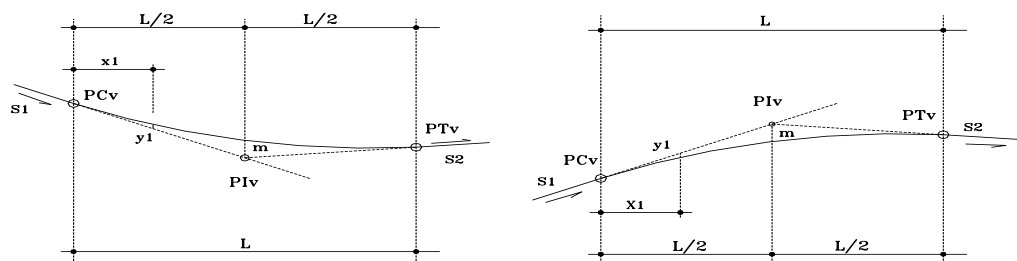 L/2
L/2
x1
PCv
S1
y1
m
PTv
S2
PIv
L
L
PIv
PTv
S2
m
y1
PCv
S1
X1
L/2
L/2